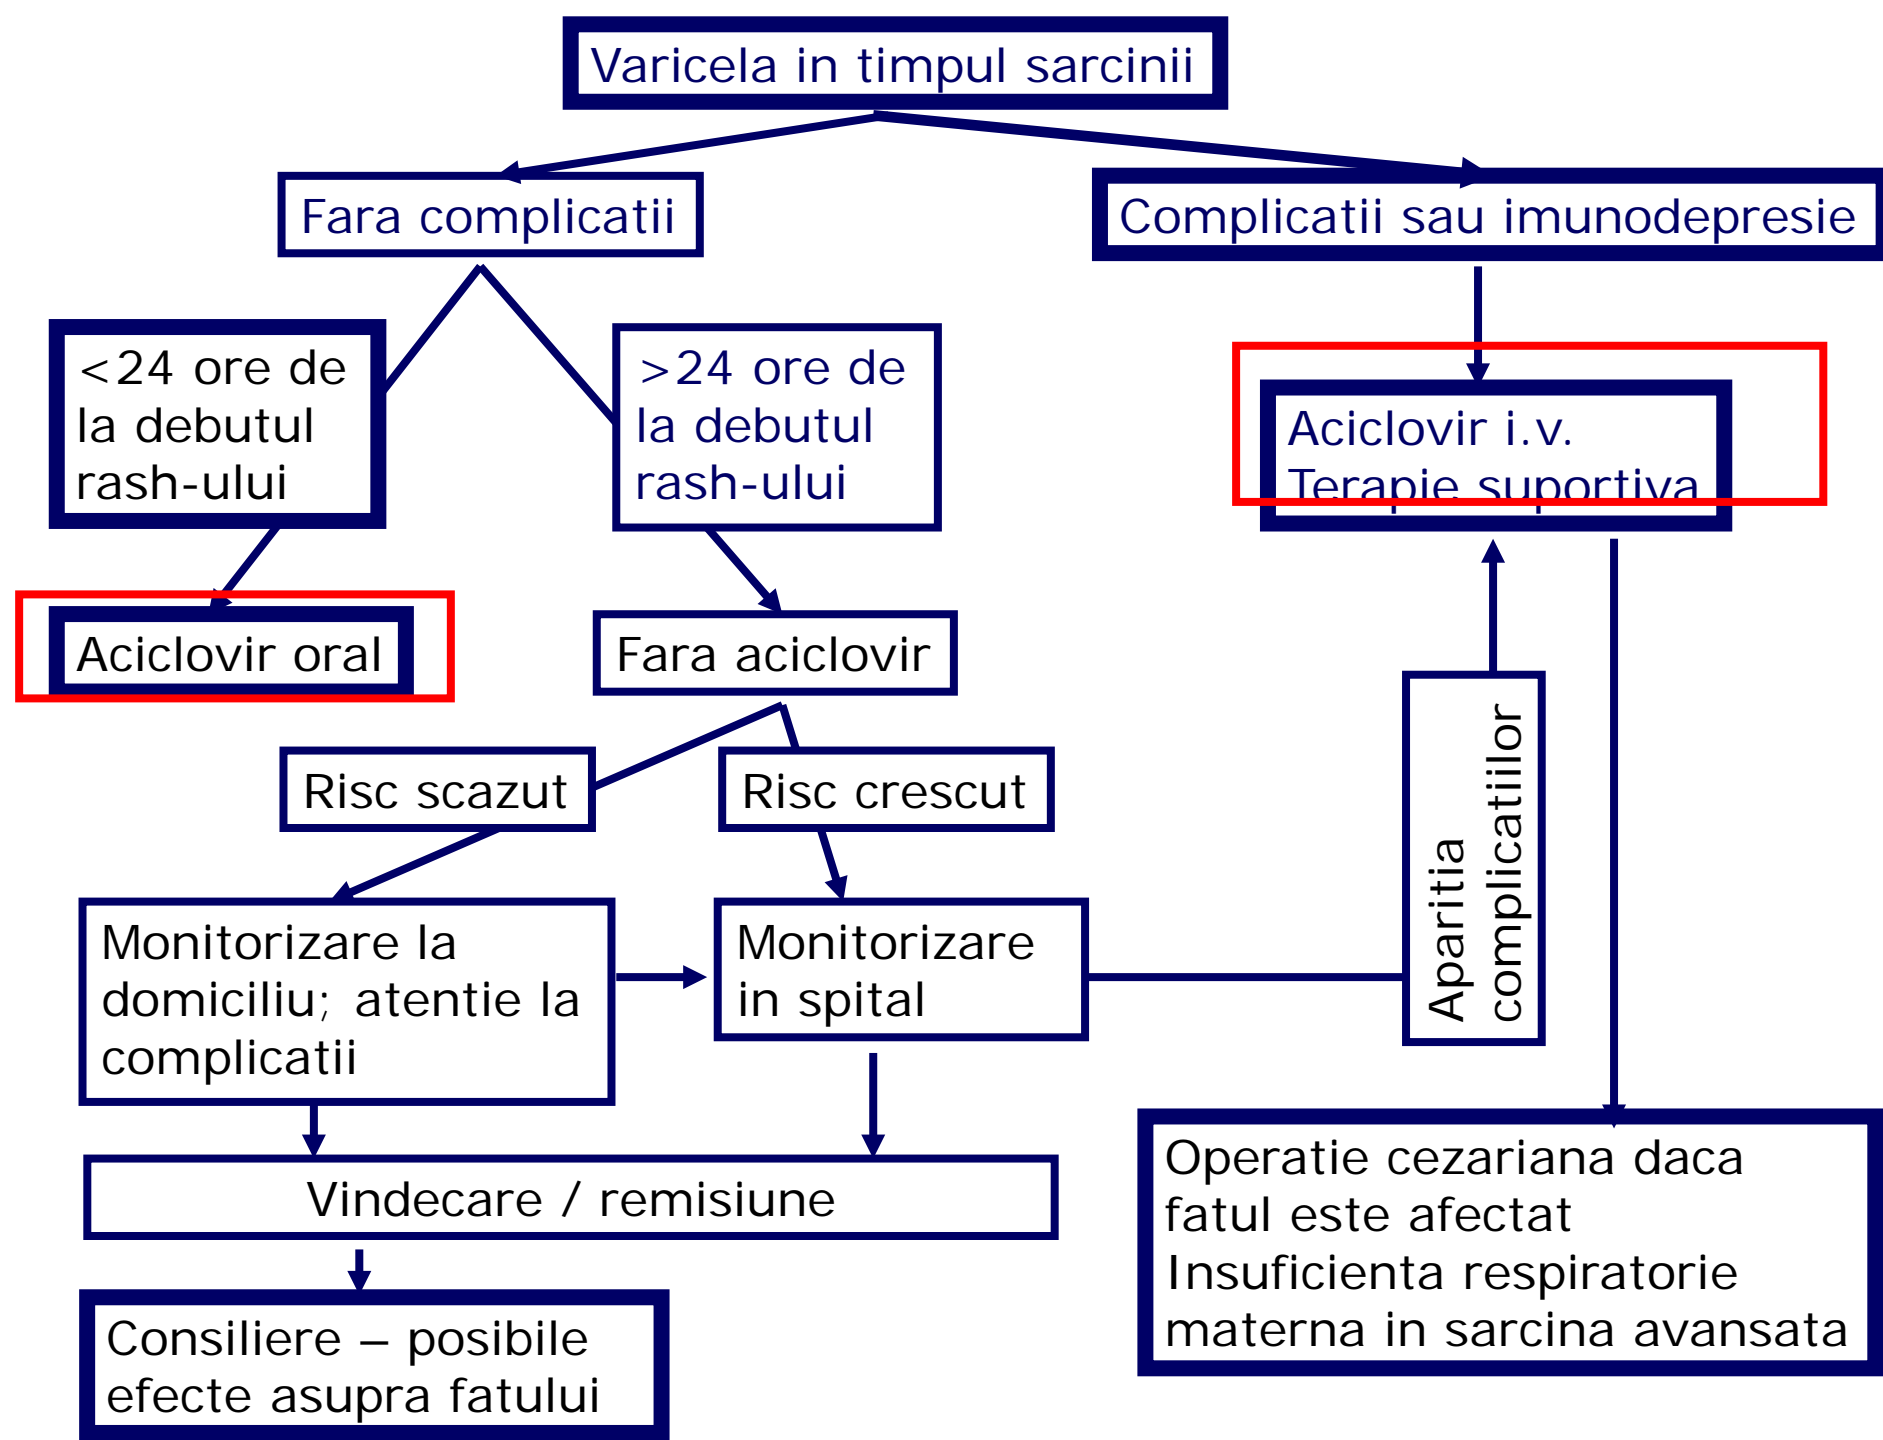 Varicela in timpul sarcinii
Fara complicatii
Complicatii sau imunodepresie
<24 ore de
la debutul
rash-ului
>24 ore de
la debutul
rash-ului
Aciclovir i.v.
Terapie suportiva
Aciclovir oral
Fara aciclovir
Risc scazut
Risc crescut
Aparitia
complicatiilor
Monitorizare la
domiciliu; atentie la
complicatii
Monitorizare
in spital
Vindecare / remisiune
Operatie cezariana daca
fatul este afectat
Insuficienta respiratorie
materna in sarcina avansata
Consiliere – posibile
efecte asupra fatului